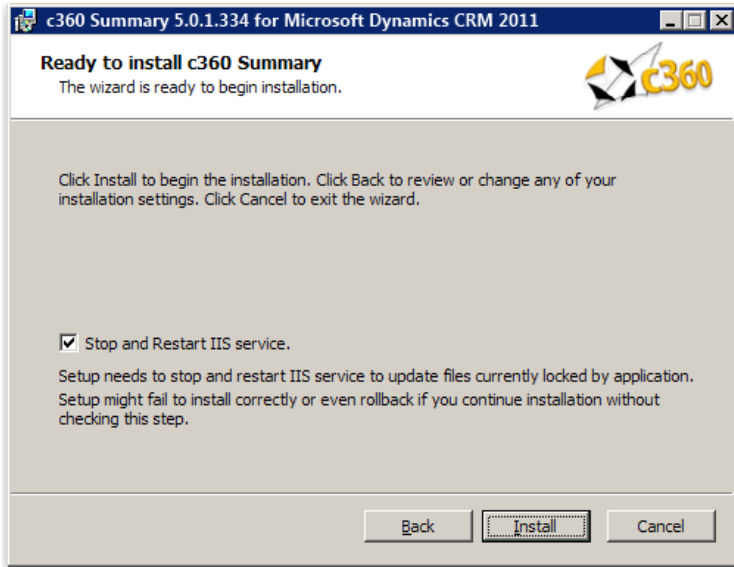 c360 Summary 5.0.1.334 for Microsoft Dynamics CRM 2011
Ready to install c360 Summary
The wizard is ready to begin installation.
c360
Click Install to begin the installation. Click Back to review or change any of your
installation settings. Click Cancel to exit the wizard.
Stop and Restart IIS service.
Setup needs to stop and restart IIS service to update files currently locked by application.
Setup might fail to install correctly or even rollback if you continue installation without
checking this step.
Back Install Cancel